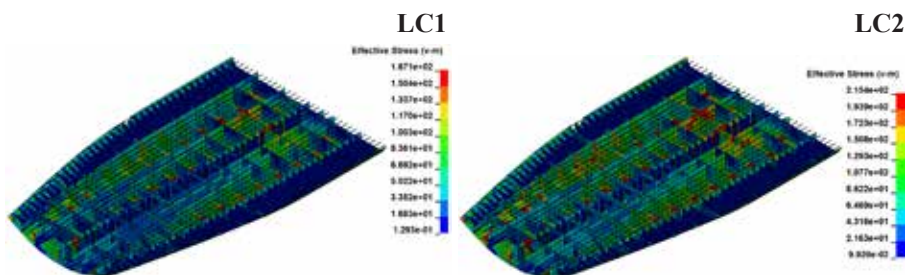 LC1
Effective Stress (v-m)
1.671e+02
1.504e+02
1.337e+02
1.170e+02
1.003e+02
8.361e+01
6.692e+01
5.022e+01
3.352e+01
1.683e+01
1.293e-01
LC2
Effective Stress (v-m)
2.154e+02
1.939e+02
1.723e+02
1.508e+02
1.293e+02
1.077e+02
8.622e+01
6.469e+01
4.316e+01
2.163e+01